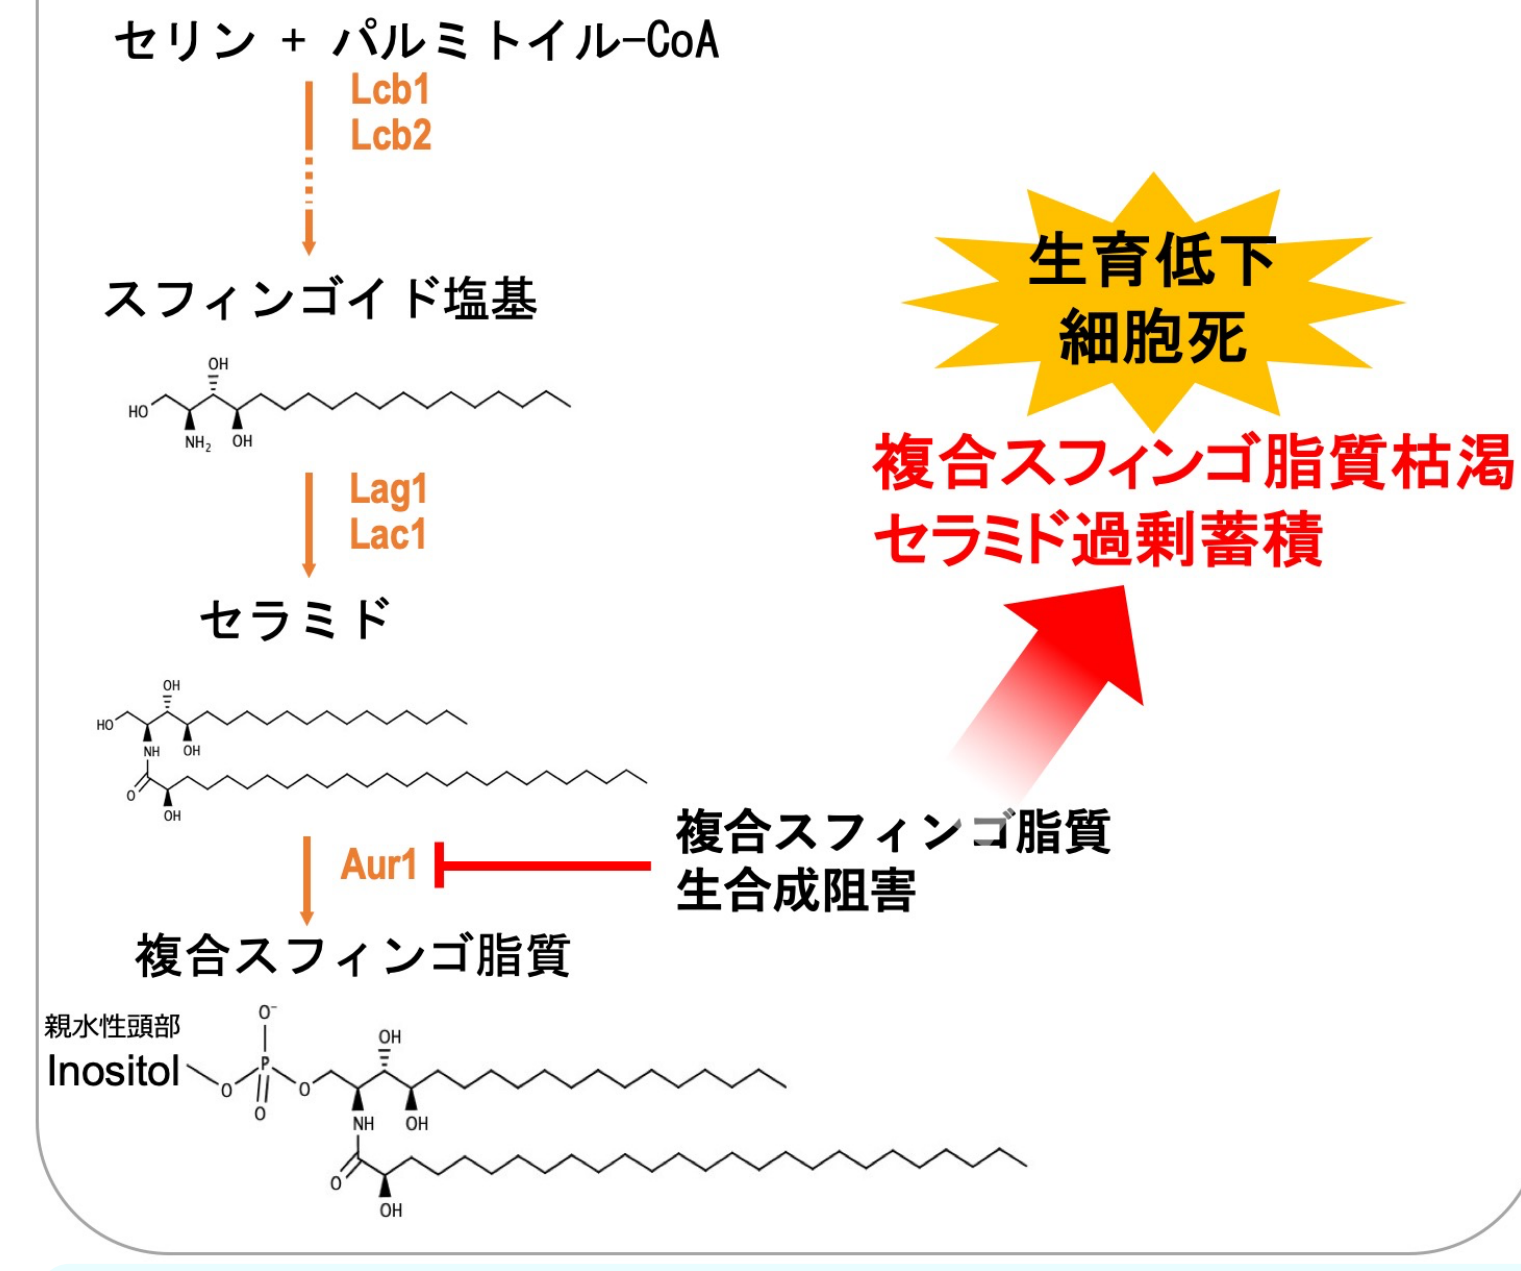 セリン + パルミトイル-CoA
Lcb1
Lcb2
スフィンゴイド塩基
OH
HO
NH₂
OH
Lag1
Lac1
セラミド
OH
HO
NH
OH
O
OH
Aur1
複合スフィンゴ脂質
生合成阻害
生育低下
細胞死
複合スフィンゴ脂質枯渇
セラミド過剰蓄積
複合スフィンゴ脂質
親水性頭部
Inositol
O⁻
P
O
O
O
OH
NH
OH
O
OH